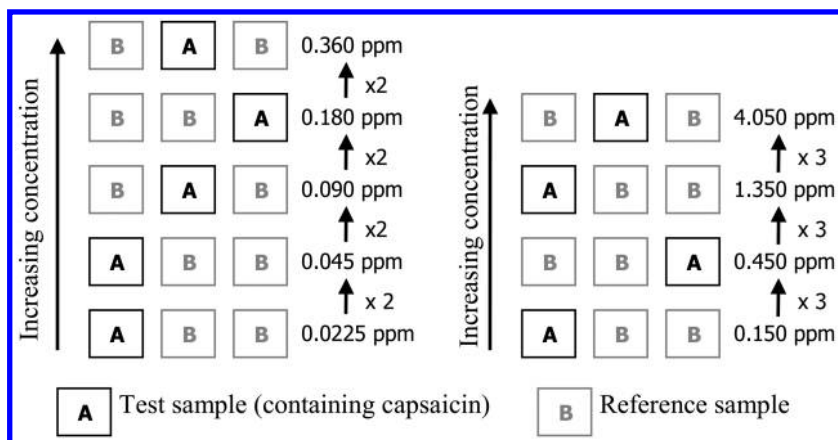 Increasing concentration
B A B 0.360 ppm
x2
B B A 0.180 ppm
x2
B A B 0.090 ppm
x2
A B B 0.045 ppm
x 2
A B B 0.0225 ppm
Increasing concentration
B A B 4.050 ppm
x 3
A B B 1.350 ppm
x 3
B B A 0.450 ppm
x 3
A B B 0.150 ppm
A Test sample (containing capsaicin)
B Reference sample